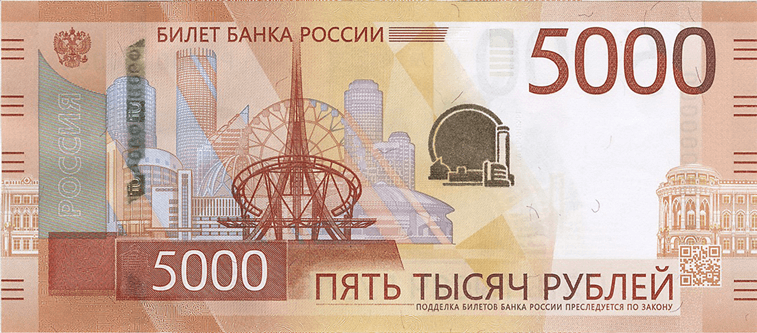 БИЛЕТ БАНКА РОССИИ
5000
РОССИЯ
5000
ПЯТЬ ТЫСЯЧ РУБЛЕЙ
ПОДДЕЛКА БИЛЕТОВ БАНКА РОССИИ ПРЕСЛЕДУЕТСЯ ПО ЗАКОНУ